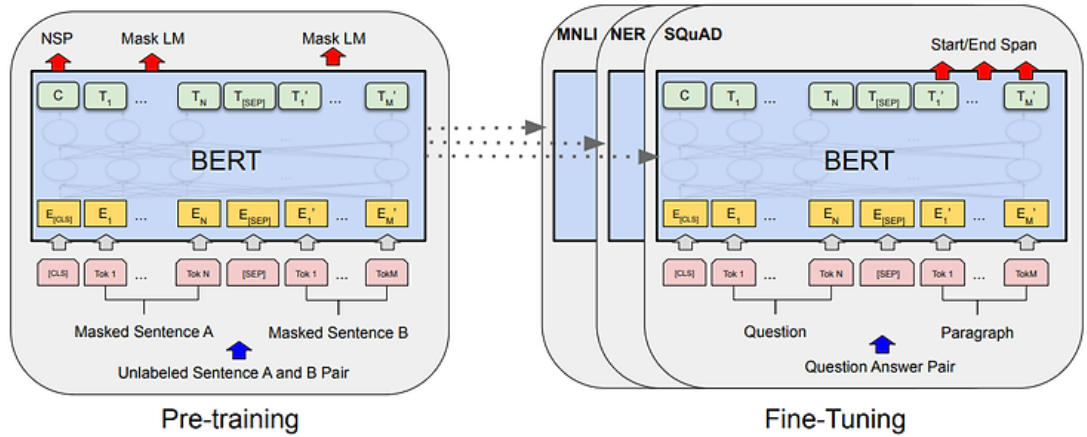 NSP Mask LM Mask LM
C T1 ... TN T[SEP] T1' ... TM'
BERT
E[CLS] E1 ... EN E[SEP] E1' ... EM'
[CLS] Tok 1 ... Tok N [SEP] Tok 1 ... TokM
Masked Sentence A Masked Sentence B
Unlabeled Sentence A and B Pair
Pre-training
MNLI NER SQuAD
Start/End Span
C T1 ... TN T[SEP] T1' ... TM'
BERT
E[CLS] E1 ... EN E[SEP] E1' ... EM'
[CLS] Tok 1 ... Tok N [SEP] Tok 1 ... TokM
Question Paragraph
Question Answer Pair
Fine-Tuning